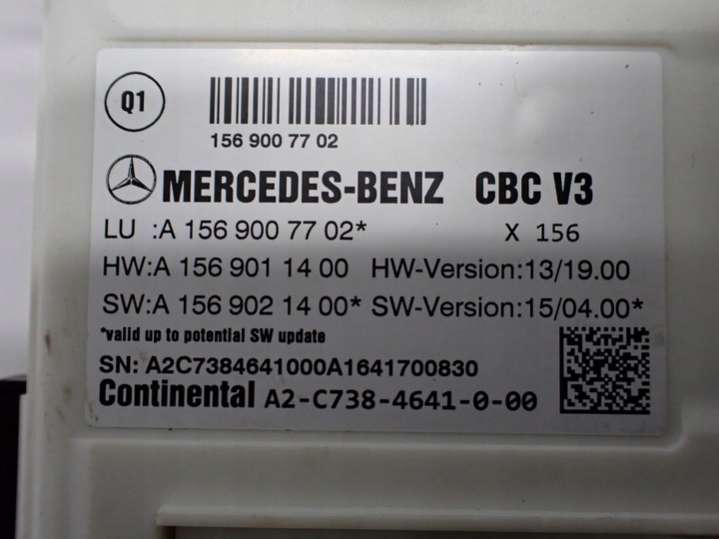 Q1
156 900 77 02
MERCEDES-BENZ CBC V3
LU :A 156 900 77 02* X 156
HW:A 156 901 14 00 HW-Version:13/19.00
SW:A 156 902 14 00* SW-Version:15/04.00*
*valid up to potential SW update
SN: A2C7384641000A1641700830
Continental A2-C738-4641-0-00